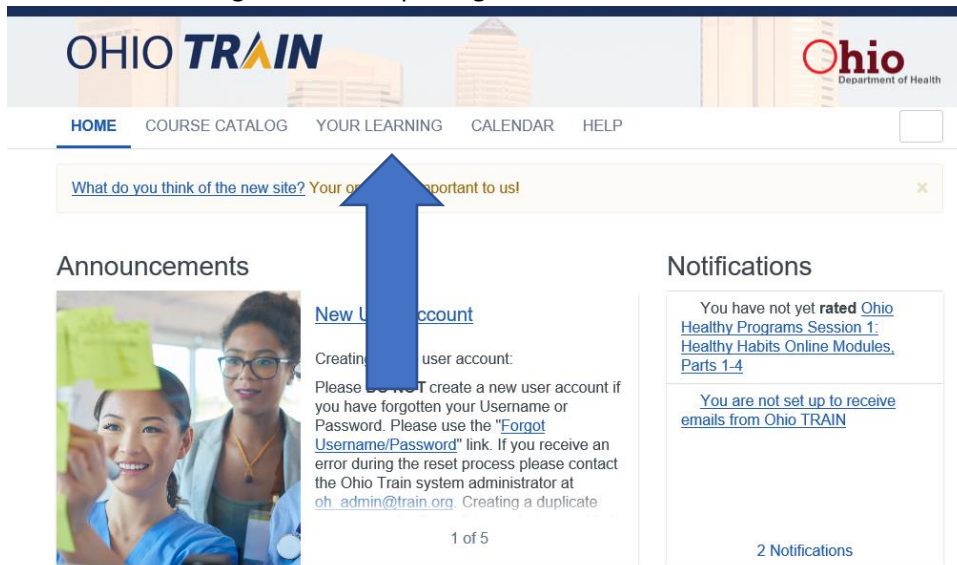 OHIO TRAIN
Ohio
Department of Health
HOME COURSE CATALOG YOUR LEARNING CALENDAR HELP
What do you think of the new site? Your important to us!
×
Announcements
New
Creating user account:
Please NOT create a new user account if
you have forgotten your Username or
Password. Please use the "Forgot
Username/Password" link. If you receive an
error during the reset process please contact
the Ohio Train system administrator at
oh_admin@train.org. Creating a duplicate
1 of 5
Notifications
You have not yet rated Ohio
Healthy Programs Session 1:
Healthy Habits Online Modules,
Parts 1-4
You are not set up to receive
emails from Ohio TRAIN
2 Notifications